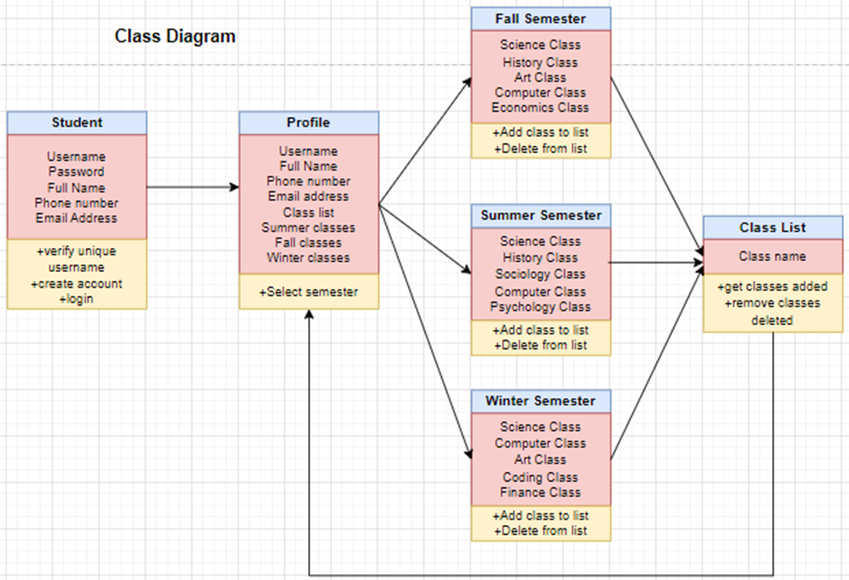 Class Diagram
Student
Username
Password
Full Name
Phone number
Email Address
+verify unique
username
+create account
+login
Profile
Username
Full Name
Phone number
Email address
Class list
Summer classes
Fall classes
Winter classes
+Select semester
Fall Semester
Science Class
History Class
Art Class
Computer Class
Economics Class
+Add class to list
+Delete from list
Summer Semester
Science Class
History Class
Sociology Class
Computer Class
Psychology Class
+Add class to list
+Delete from list
Winter Semester
Science Class
Computer Class
Art Class
Coding Class
Finance Class
+Add class to list
+Delete from list
Class List
Class name
+get classes added
+remove classes
deleted